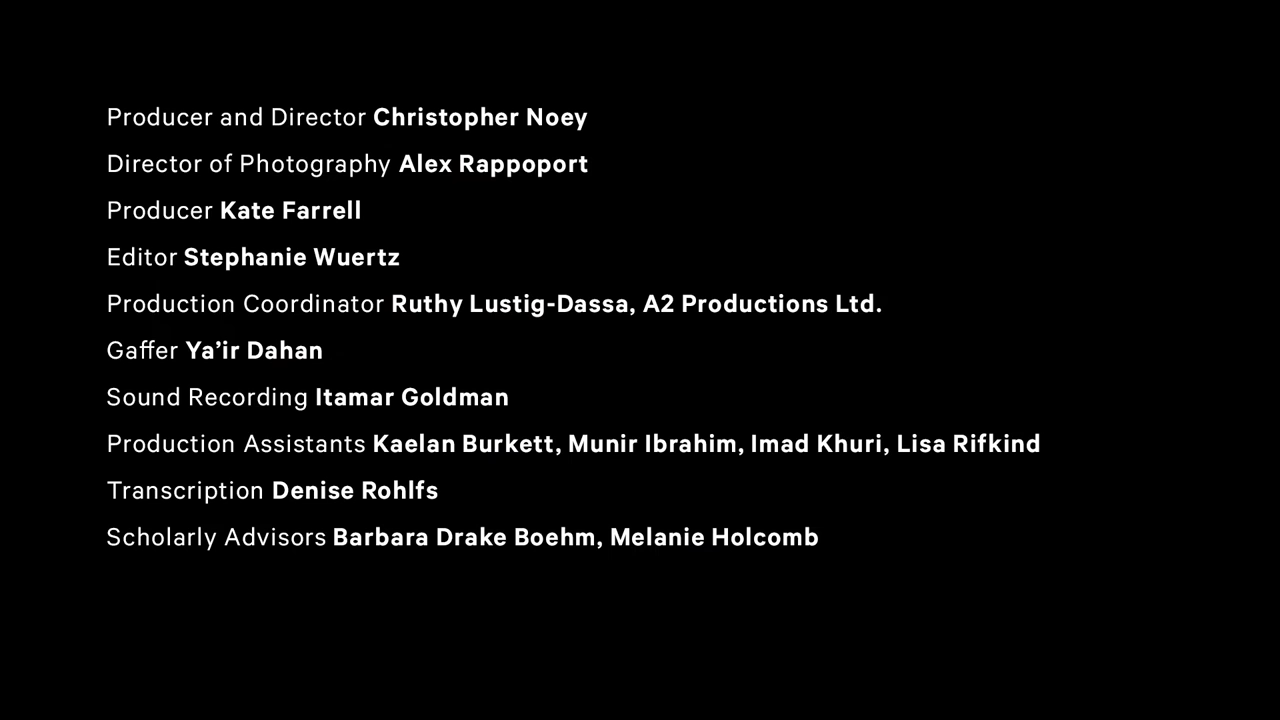 Producer and Director Christopher Noey
Director of Photography Alex Rappoport
Producer Kate Farrell
Editor Stephanie Wuertz
Production Coordinator Ruthy Lustig-Dassa, A2 Productions Ltd.
Gaffer Ya’ir Dahan
Sound Recording Itamar Goldman
Production Assistants Kaelan Burkett, Munir Ibrahim, Imad Khuri, Lisa Rifkind
Transcription Denise Rohlfs
Scholarly Advisors Barbara Drake Boehm, Melanie Holcomb